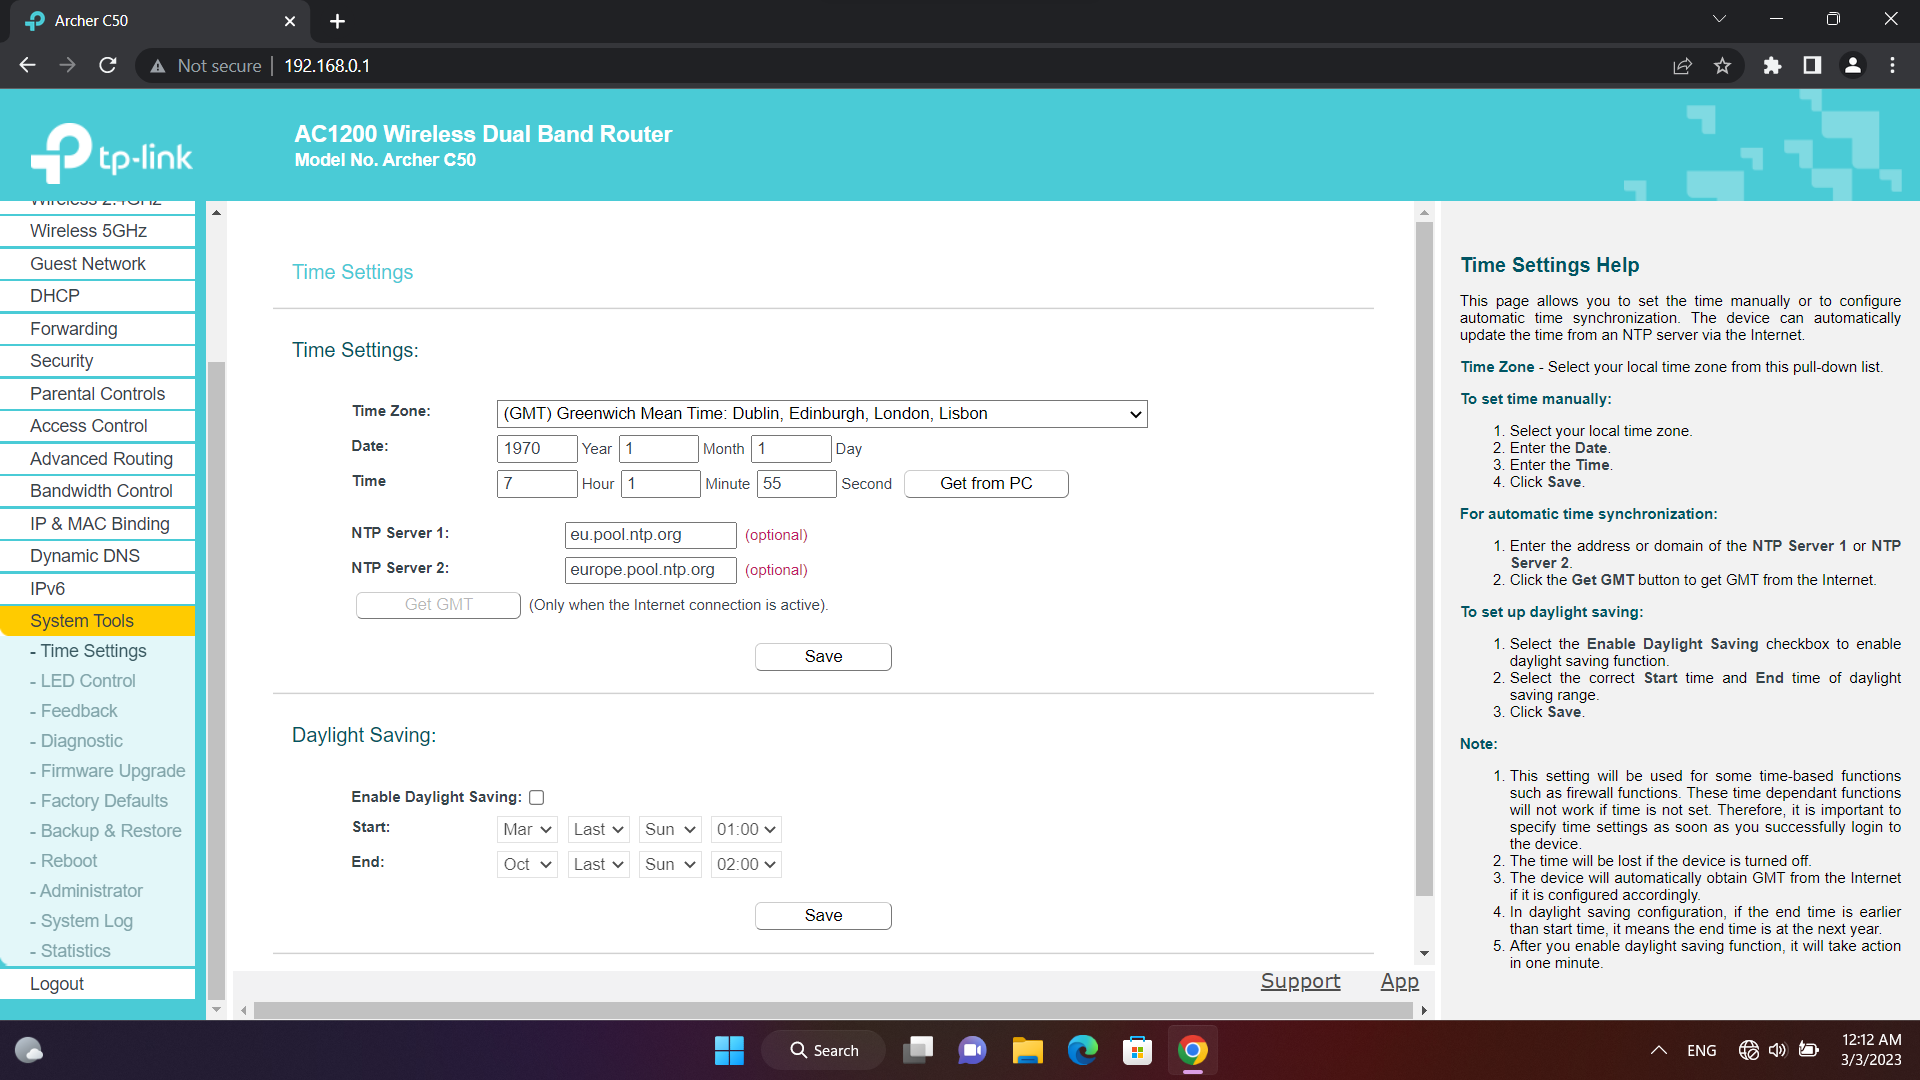 Archer C50
Not secure
192.168.0.1
tp-link
AC1200 Wireless Dual Band Router
Model No. Archer C50
Wireless 2.4GHz
Wireless 5GHz
Guest Network
DHCP
Forwarding
Security
Parental Controls
Access Control
Advanced Routing
Bandwidth Control
IP & MAC Binding
Dynamic DNS
IPv6
System Tools
- Time Settings
- LED Control
- Feedback
- Diagnostic
- Firmware Upgrade
- Factory Defaults
- Backup & Restore
- Reboot
- Administrator
- System Log
- Statistics
Logout
Time Settings
Time Settings:
Time Zone: (GMT) Greenwich Mean Time: Dublin, Edinburgh, London, Lisbon
Date: 1970 Year 1 Month 1 Day
Time 7 Hour 1 Minute 55 Second Get from PC
NTP Server 1: eu.pool.ntp.org (optional)
NTP Server 2: europe.pool.ntp.org (optional)
Get GMT (Only when the Internet connection is active).
Save
Daylight Saving:
Enable Daylight Saving:
Start: Mar Last Sun 01:00
End: Oct Last Sun 02:00
Save
Support App
Time Settings Help
This page allows you to set the time manually or to configure
automatic time synchronization. The device can automatically
update the time from an NTP server via the Internet.
Time Zone - Select your local time zone from this pull-down list.
To set time manually:
1. Select your local time zone.
2. Enter the Date.
3. Enter the Time.
4. Click Save.
For automatic time synchronization:
1. Enter the address or domain of the NTP Server 1 or NTP
Server 2.
2. Click the Get GMT button to get GMT from the Internet.
To set up daylight saving:
1. Select the Enable Daylight Saving checkbox to enable
daylight saving function.
2. Select the correct Start time and End time of daylight
saving range.
3. Click Save.
Note:
1. This setting will be used for some time-based functions
such as firewall functions. These time dependant functions
will not work if time is not set. Therefore, it is important to
specify time settings as soon as you successfully login to
the device.
2. The time will be lost if the device is turned off.
3. The device will automatically obtain GMT from the Internet
if it is configured accordingly.
4. In daylight saving configuration, if the end time is earlier
than start time, it means the end time is at the next year.
5. After you enable daylight saving function, it will take action
in one minute.
Search
ENG
12:12 AM
3/3/2023